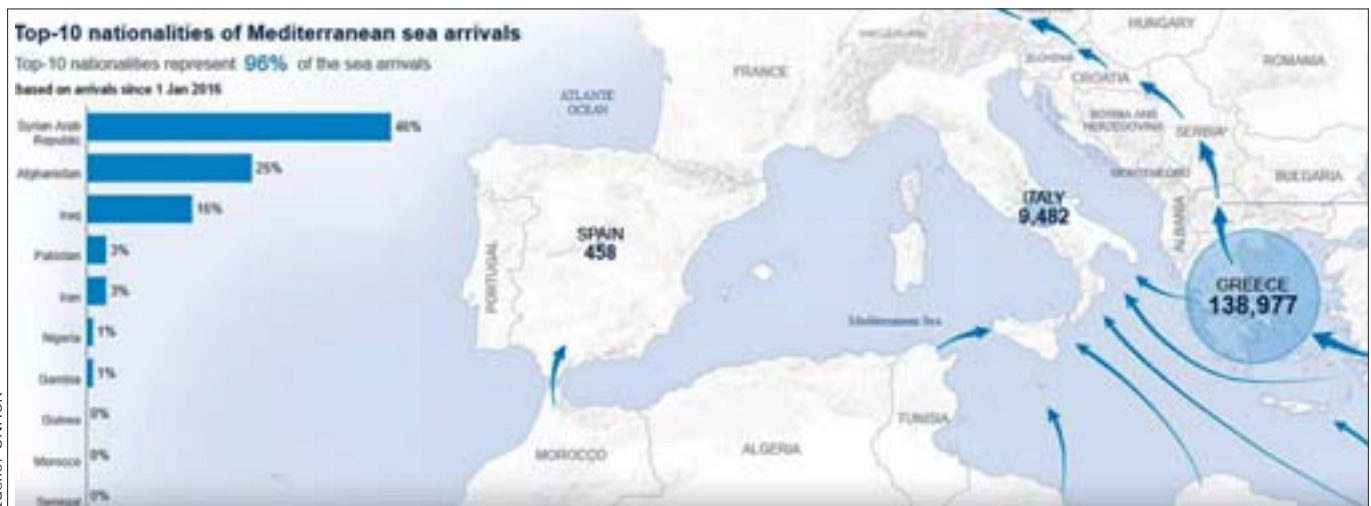 Top-10 nationalities of Mediterranean sea arrivals
Top-10 nationalities represent 96% of the sea arrivals
based on arrivals since 1 Jan 2016
Syrian Arab
Republic
46%
Afghanistan
25%
Iraq
16%
Pakistan
3%
Iran
3%
Nigeria
1%
Gambia
1%
Guinea
0%
Morocco
0%
Senegal
0%
ATLANTE
OCEAN
FRANCE
SLOVENIA
HUNGARY
ROMANIA
CROATIA
BOSNIA AND
HERZEGOVINA
SERBIA
MONTENEGRO
BULGARIA
ALBANIA
ITALY
9,482
SPAIN
458
PORTUGAL
GREECE
138,977
Mediterranean Sea
MOROCCO
ALGERIA
TUNISIA